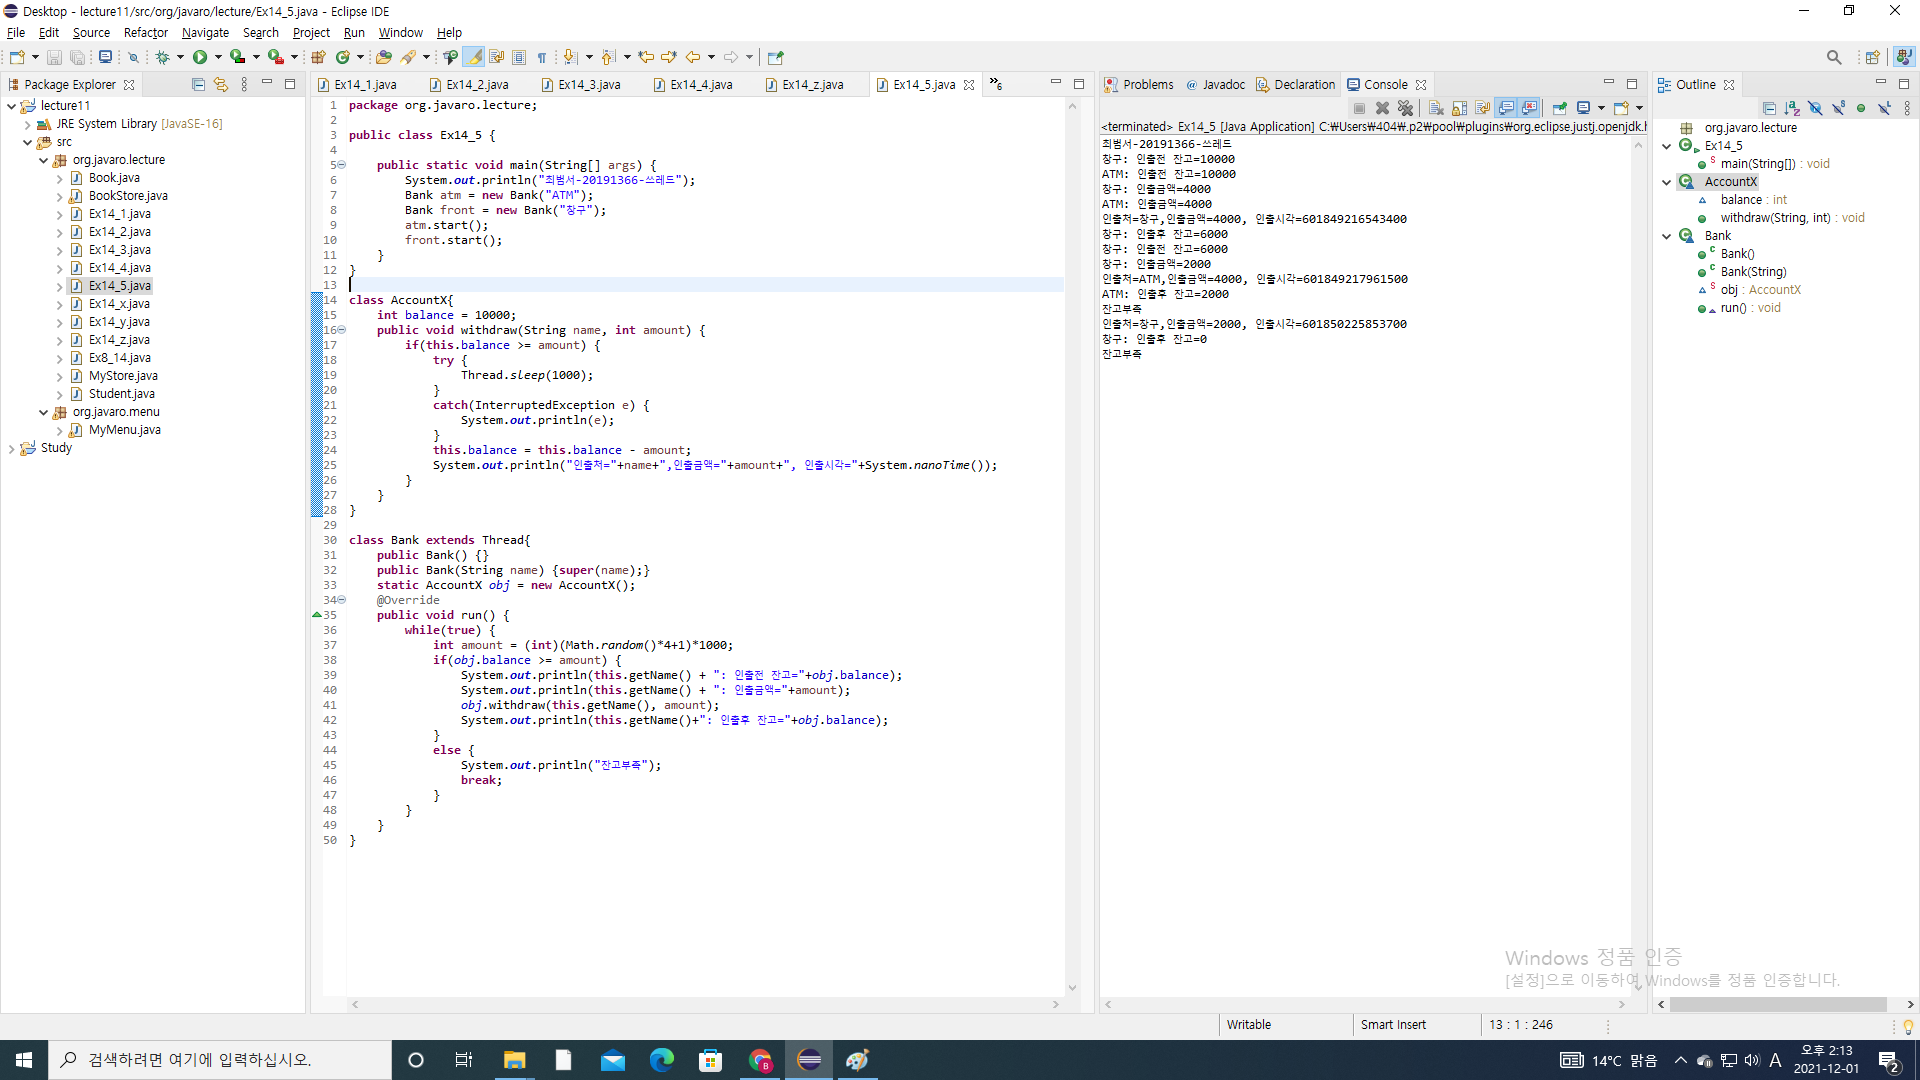 Desktop - lecture11/src/org/javaro/lecture/Ex14_5.java - Eclipse IDE
File Edit Source Refactor Navigate Search Project Run Window Help
Package Explorer
lecture11
JRE System Library [JavaSE-16]
src
org.javaro.lecture
Book.java
BookStore.java
Ex14_1.java
Ex14_2.java
Ex14_3.java
Ex14_4.java
Ex14_5.java
Ex14_x.java
Ex14_y.java
Ex14_z.java
Ex8_14.java
MyStore.java
Student.java
org.javaro.menu
MyMenu.java
Study
Ex14_1.java Ex14_2.java Ex14_3.java Ex14_4.java Ex14_z.java Ex14_5.java »6
1 package org.javaro.lecture;
2
3 public class Ex14_5 {
4
5 public static void main(String[] args) {
6 System.out.println("최범서-20191366-쓰레드");
7 Bank atm = new Bank("ATM");
8 Bank front = new Bank("창구");
9 atm.start();
10 front.start();
11 }
12 }
13
14 class AccountX{
15 int balance = 10000;
16 public void withdraw(String name, int amount) {
17 if(this.balance >= amount) {
18 try {
19 Thread.sleep(1000);
20 }
21 catch(InterruptedException e) {
22 System.out.println(e);
23 }
24 this.balance = this.balance - amount;
25 System.out.println("인출처="+name+",인출금액="+amount+", 인출시각="+System.nanoTime());
26 }
27 }
28 }
29
30 class Bank extends Thread{
31 public Bank() {}
32 public Bank(String name) {super(name);}
33 static AccountX obj = new AccountX();
34 @Override
35 public void run() {
36 while(true) {
37 int amount = (int)(Math.random()*4+1)*1000;
38 if(obj.balance >= amount) {
39 System.out.println(this.getName() + ": 인출전 잔고="+obj.balance);
40 System.out.println(this.getName() + ": 인출금액="+amount);
41 obj.withdraw(this.getName(), amount);
42 System.out.println(this.getName()+": 인출후 잔고="+obj.balance);
43 }
44 else {
45 System.out.println("잔고부족");
46 break;
47 }
48 }
49 }
50 }
Problems @ Javadoc Declaration Console
<terminated> Ex14_5 [Java Application] C:₩Users₩404₩.p2₩pool₩plugins₩org.eclipse.justj.openjdk.h
최범서-20191366-쓰레드
창구: 인출전 잔고=10000
ATM: 인출전 잔고=10000
창구: 인출금액=4000
ATM: 인출금액=4000
인출처=창구,인출금액=4000, 인출시각=601849216543400
창구: 인출후 잔고=6000
창구: 인출전 잔고=6000
창구: 인출금액=2000
인출처=ATM,인출금액=4000, 인출시각=601849217961500
ATM: 인출후 잔고=2000
잔고부족
인출처=창구,인출금액=2000, 인출시각=601850225853700
창구: 인출후 잔고=0
잔고부족
Outline
org.javaro.lecture
Ex14_5
main(String[]) : void
AccountX
balance : int
withdraw(String, int) : void
Bank
Bank()
Bank(String)
obj : AccountX
run() : void
Windows 정품 인증
[설정]으로 이동하여 Windows를 정품 인증합니다.
Writable Smart Insert 13 : 1 : 246
검색하려면 여기에 입력하십시오.
14°C 맑음 A 오후 2:13
2021-12-01
2